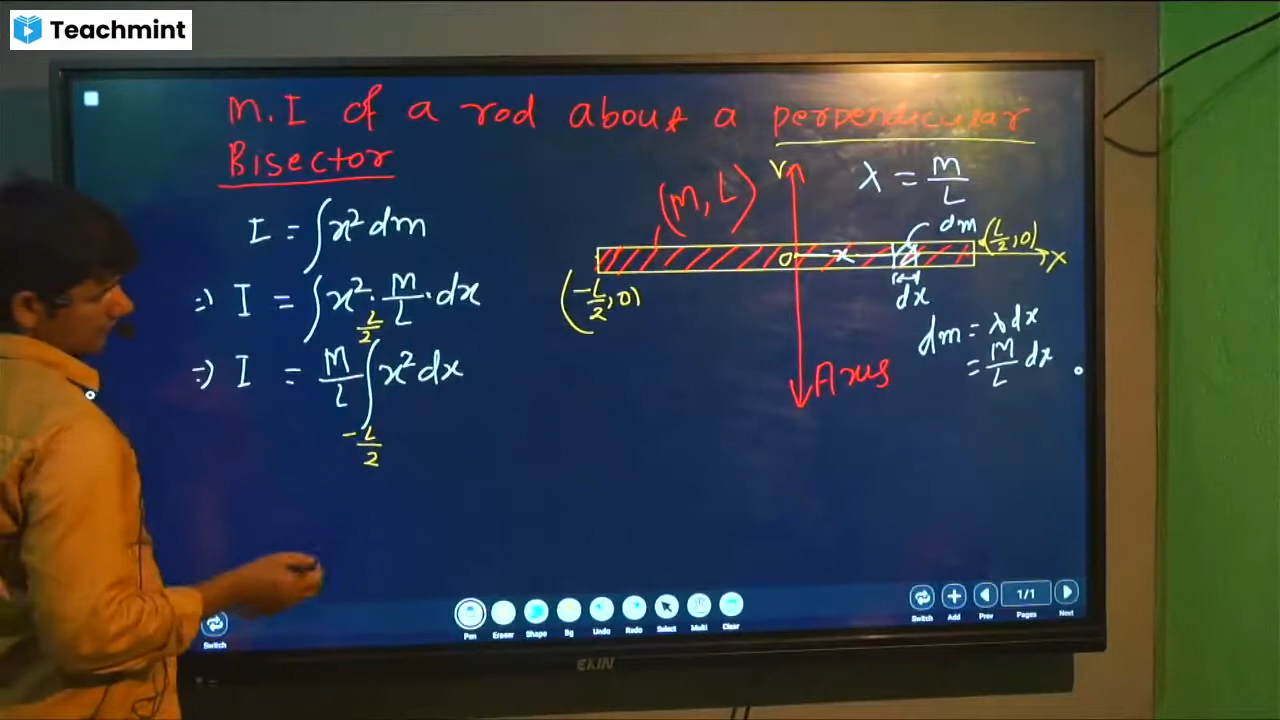 Teachmint
M.I of a rod about a perpendicular
Bisector
I = ∫x² dm
⇒ I = ∫x² · M/L · dx
⇒ I = M/L ∫_{-L/2}^{L/2} x² dx
(M, L)
Y
λ = M/L
dm
(L/2, 0)
O
x
X
(-L/2, 0)
dx
dm = λdx
= M/L dx
Axis
Switch
Pen
Eraser
Shape
Bg
Undo
Redo
Select
Multi
Clear
Switch
Add
Prev
1/1
Pages
Next